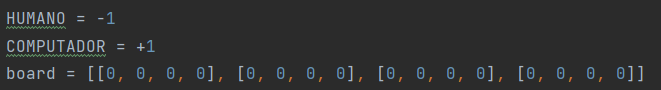 HUMANO = -1
COMPUTADOR = +1
board = [[0, 0, 0, 0], [0, 0, 0, 0], [0, 0, 0, 0], [0, 0, 0, 0]]